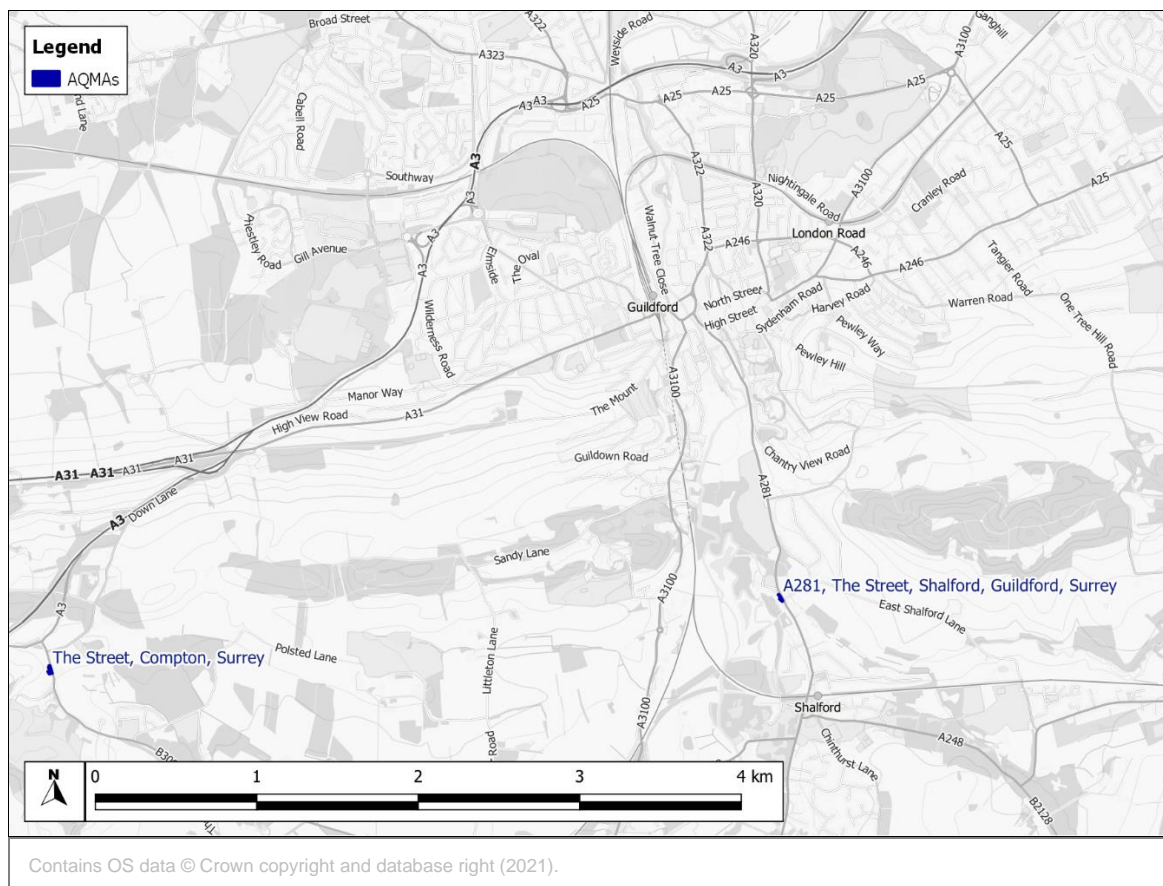 Legend
AQMAs
Broad Street
A322
Weyside Road
A320
Ganghill
A3100
A323
A3
A3
A25
A3
A3
A25
A25
A25
A25
A25
A3
Cabell Road
Southway
A3
A322
A320
Nightingale Road
A3100
Cranley Road
A25
London Road
Gill Avenue
A3
A3
Elmside
The Oval
Walnut Tree Close
A322
A246
A246
A246
Tangier Road
Wilderness Road
Guildford
North Street
High Street
Sydenham Road
Harvey Road
Warren Road
One Tree Hill Road
Pewley Way
Pewley Hill
Manor Way
High View Road
A31
The Mount
A3100
Guildown Road
Chantry View Road
A31
A31
A31
A31
A281
Down Lane
A3
Sandy Lane
A3100
A281, The Street, Shalford, Guildford, Surrey
East Shalford Lane
A3
The Street, Compton, Surrey
Polsted Lane
Littleton Lane
A3100
Shalford
A248
Chinthurst Lane
B2128
Road
N
0 1 2 3 4 km
Contains OS data © Crown copyright and database right (2021).